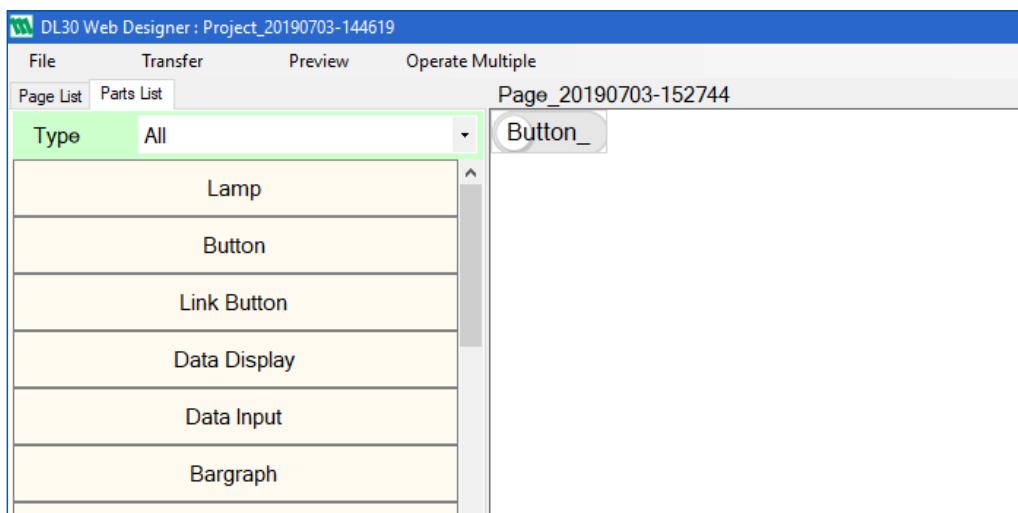 DL30 Web Designer : Project_20190703-144619
File Transfer Preview Operate Multiple
Page List Parts List
Page_20190703-152744
Type All
Button_
Lamp
Button
Link Button
Data Display
Data Input
Bargraph